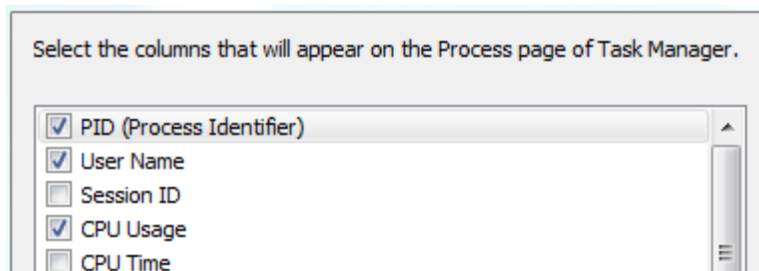 Select the columns that will appear on the Process page of Task Manager.
PID (Process Identifier)
User Name
Session ID
CPU Usage
CPU Time